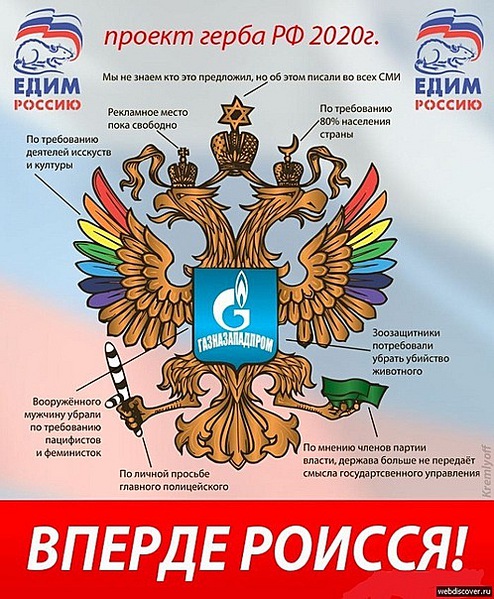 проект герба РФ 2020г.
ЕДИМ
РОССИЮ
ЕДИМ
РОССИЮ
Мы не знаем кто это предложил, но об этом писали во всех СМИ
Рекламное место
пока свободно
По требованию
80% населения
страны
По требованию
деятелей исскуств
и культуры
ГАЗНАЗАПАДПРОМ
Зоозащитники
потребовали
убрать убийство
животного
Вооружённого
мужчину убрали
по требованию
пацифистов
и феминисток
По личной просьбе
главного полицейского
По мнению членов партии
власти, держава больше не передаёт
смысла государтсвенного управления
Kremlyoff
ВПЕРДЕ РОИССЯ!
webdiscover.ru